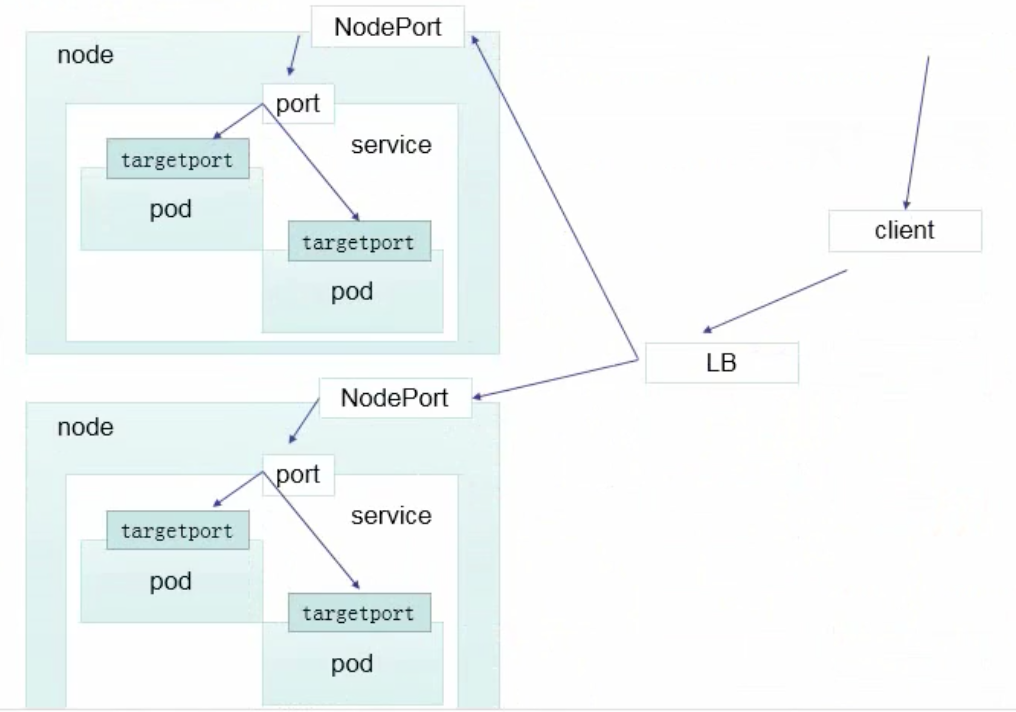 NodePort
node
port
service
targetport
pod
targetport
pod
client
LB
NodePort
node
port
service
targetport
pod
targetport
pod